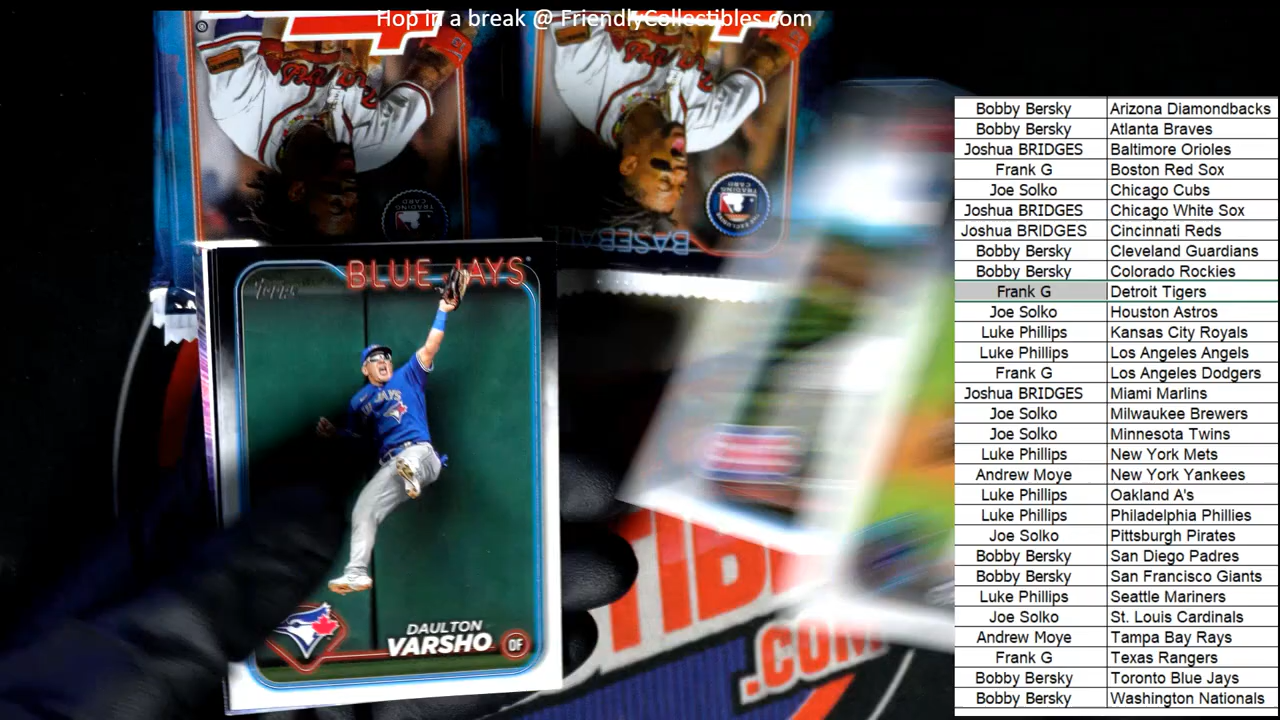 Hop in a break @ FriendlyCollectibles.com
BASEBALL
TRADING
CARD
BLUE JAYS
Topps
DAULTON
VARSHO
OF
TIBL
.COM
Bobby Bersky Arizona Diamondbacks
Bobby Bersky Atlanta Braves
Joshua BRIDGES Baltimore Orioles
Frank G Boston Red Sox
Joe Solko Chicago Cubs
Joshua BRIDGES Chicago White Sox
Joshua BRIDGES Cincinnati Reds
Bobby Bersky Cleveland Guardians
Bobby Bersky Colorado Rockies
Frank G Detroit Tigers
Joe Solko Houston Astros
Luke Phillips Kansas City Royals
Luke Phillips Los Angeles Angels
Frank G Los Angeles Dodgers
Joshua BRIDGES Miami Marlins
Joe Solko Milwaukee Brewers
Joe Solko Minnesota Twins
Luke Phillips New York Mets
Andrew Moye New York Yankees
Luke Phillips Oakland A's
Luke Phillips Philadelphia Phillies
Joe Solko Pittsburgh Pirates
Bobby Bersky San Diego Padres
Bobby Bersky San Francisco Giants
Luke Phillips Seattle Mariners
Joe Solko St. Louis Cardinals
Andrew Moye Tampa Bay Rays
Frank G Texas Rangers
Bobby Bersky Toronto Blue Jays
Bobby Bersky Washington Nationals